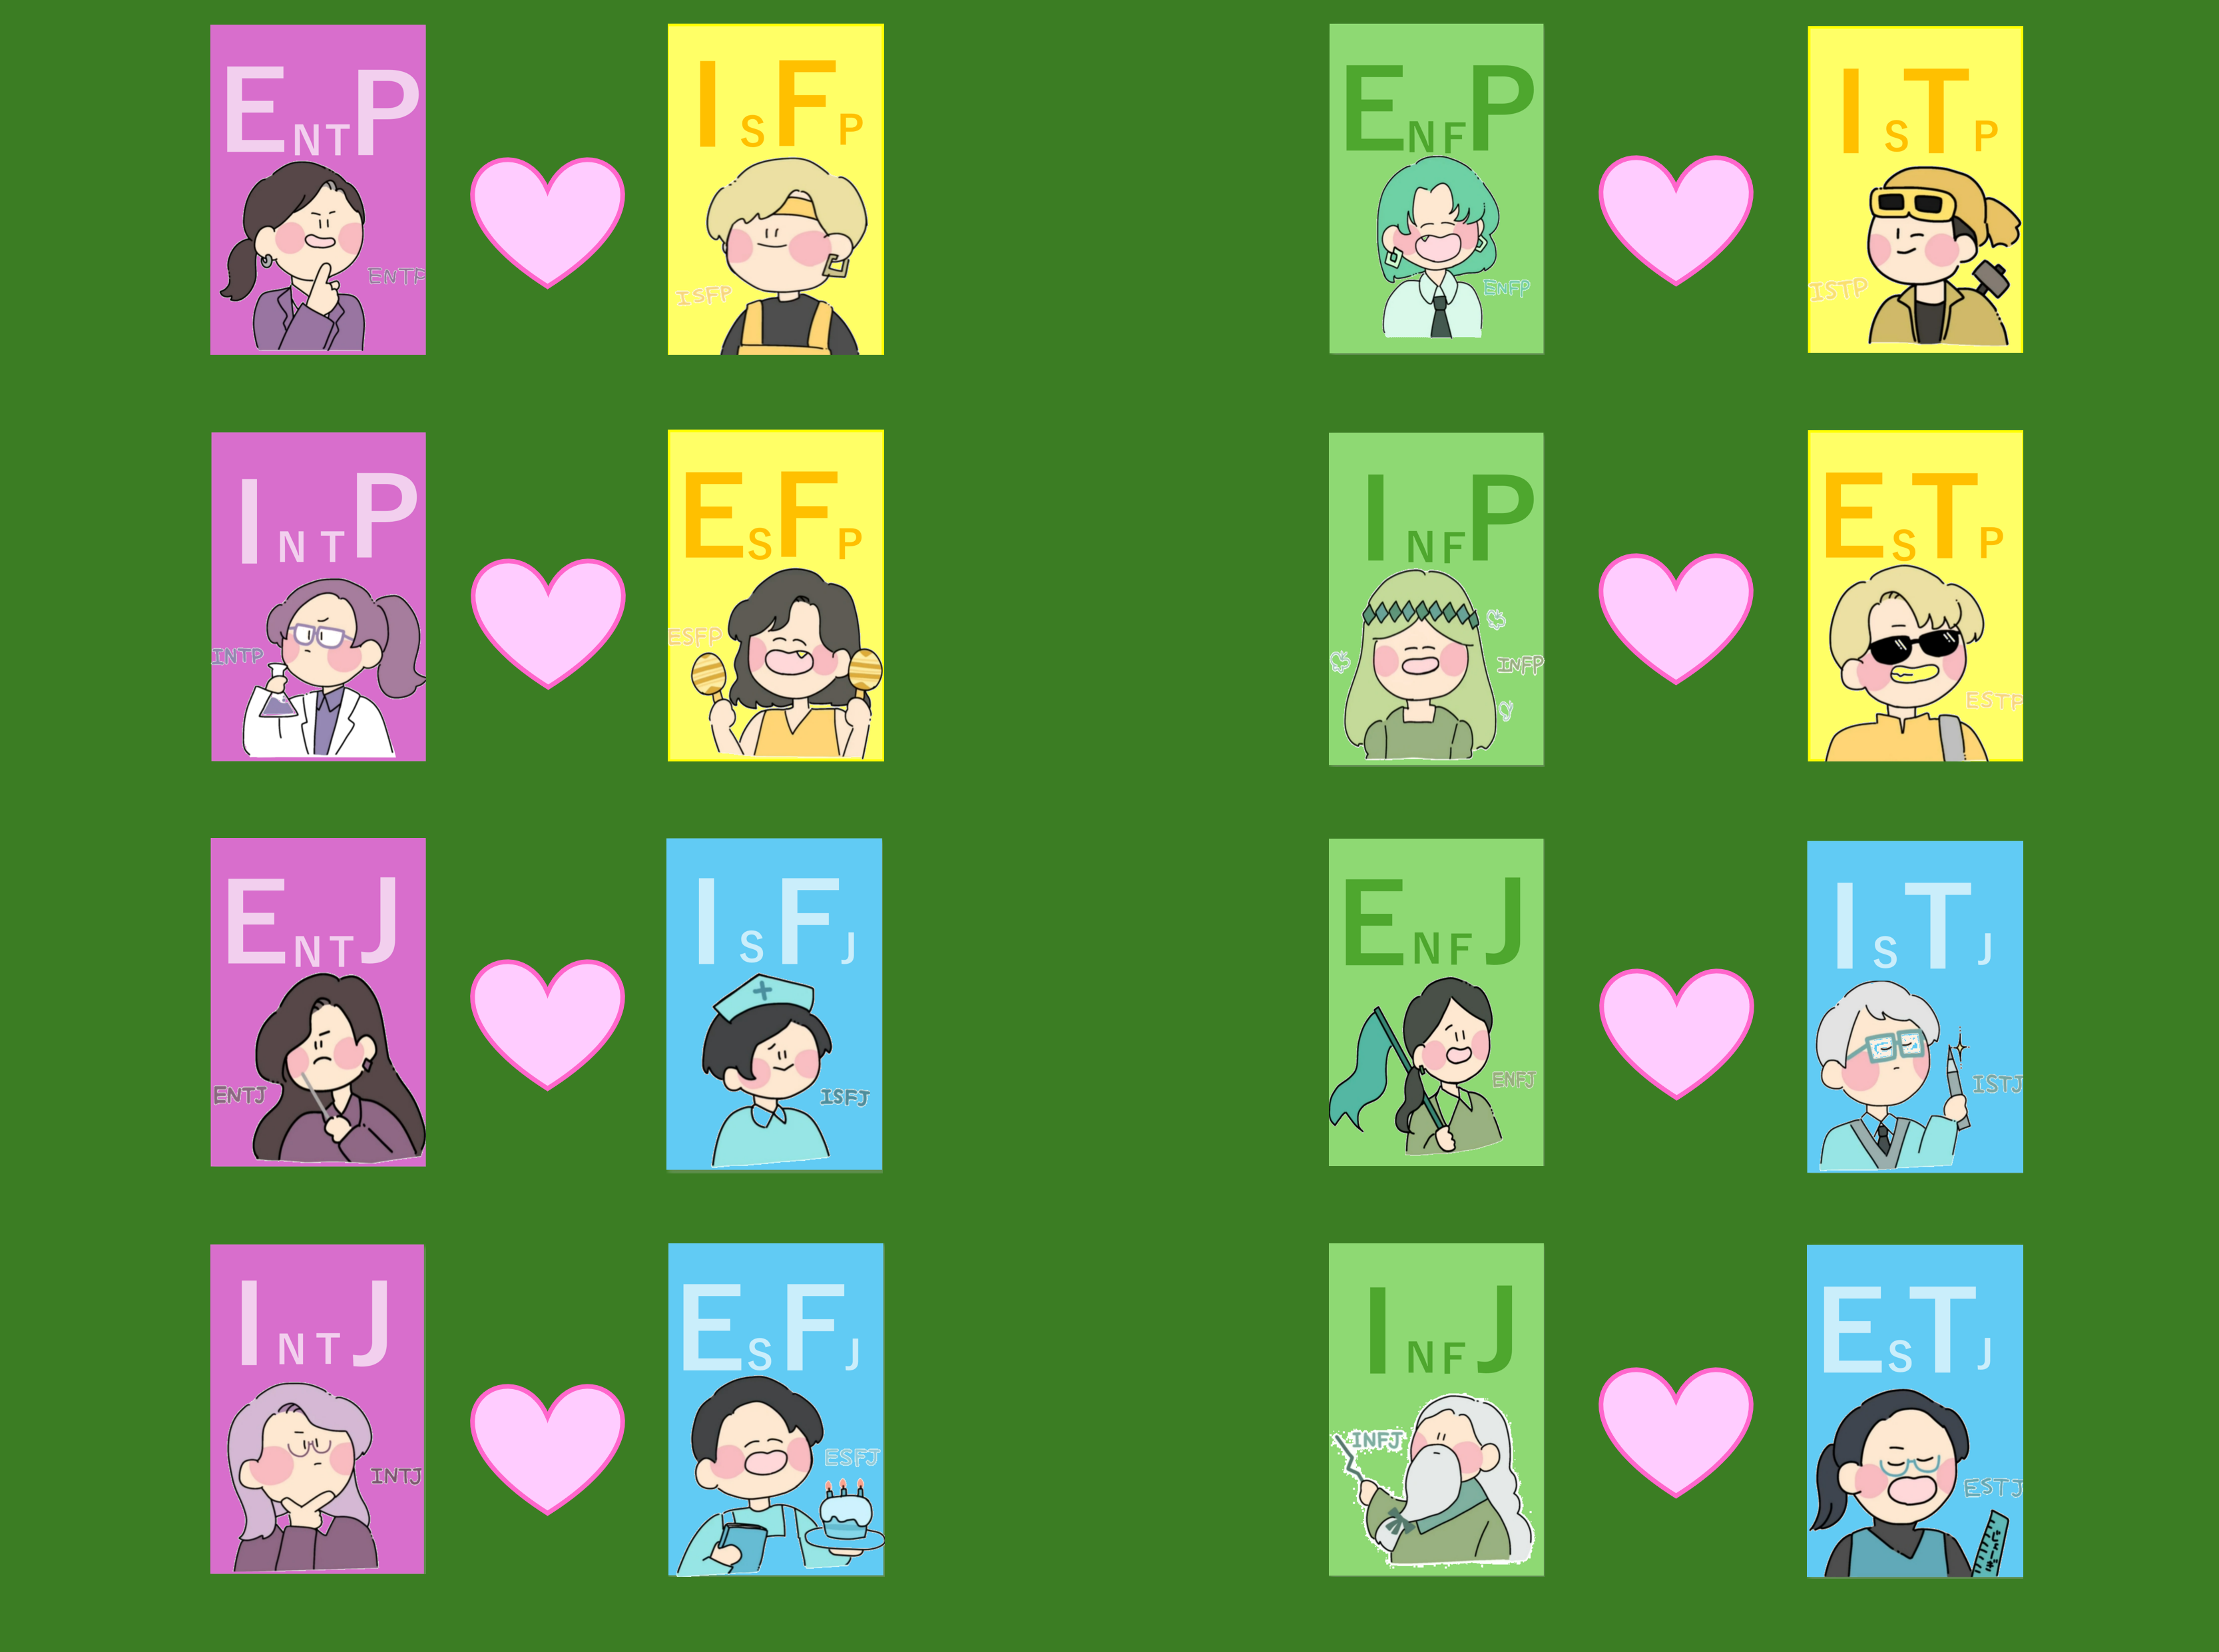 ENTP
ENTP
ISFP
ISFP
ENFP
ENFP
ISTP
ISTP
INTP
INTP
ESFP
ESFP
INFP
INFP
ESTP
ESTP
ENTJ
ENTJ
ISFJ
ISFJ
ENFJ
ENFJ
ISTJ
ISTJ
INTJ
INTJ
ESFJ
ESFJ
INFJ
INFJ
ESTJ
ESTJ